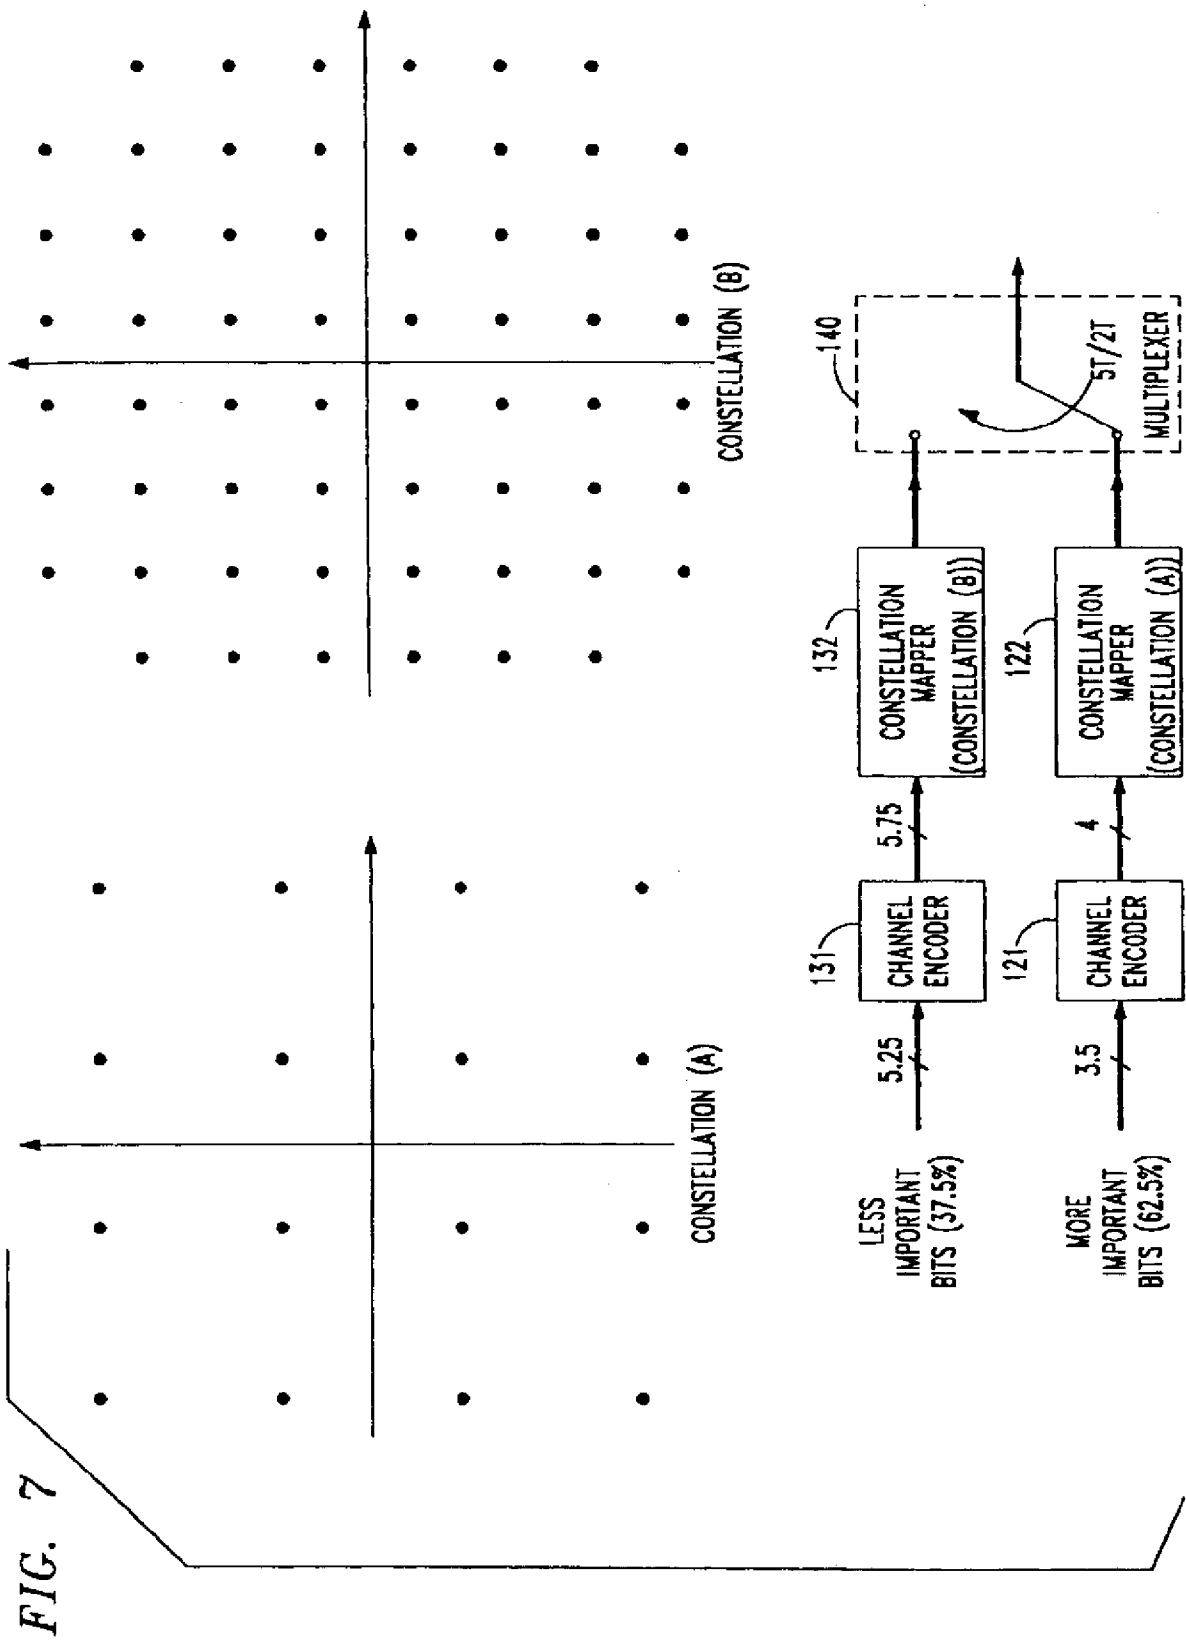 FIG. 7
CONSTELLATION (A)
CONSTELLATION (B)
LESS
IMPORTANT
BITS (37.5%)
5.25
131
CHANNEL
ENCODER
5.75
132
CONSTELLATION
MAPPER
(CONSTELLATION (B))
140
5T/2T
MULTIPLEXER
MORE
IMPORTANT
BITS (62.5%)
3.5
121
CHANNEL
ENCODER
4
122
CONSTELLATION
MAPPER
(CONSTELLATION (A))